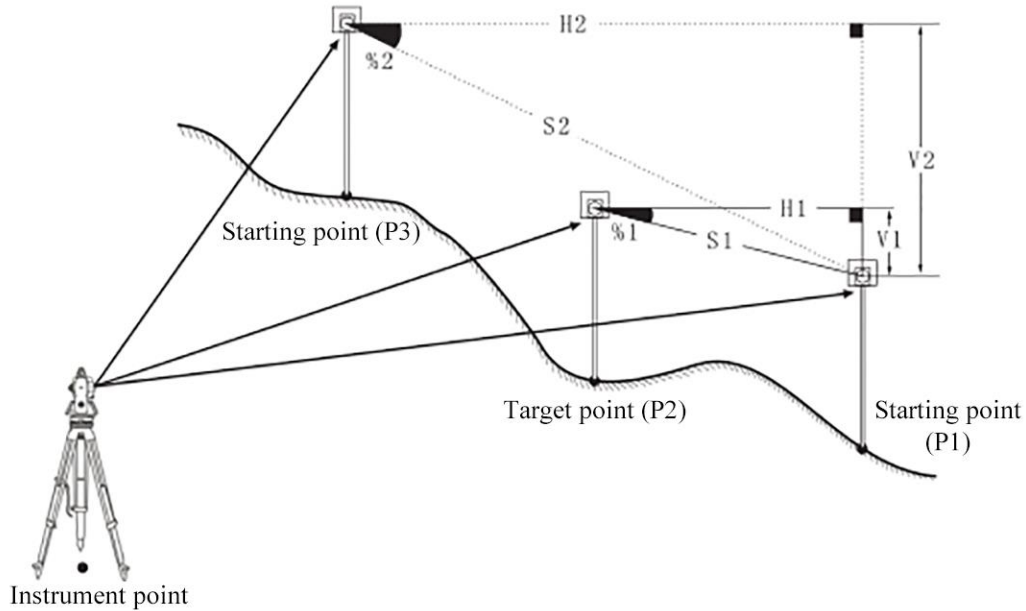 H2
%2
S2
V2
Starting point (P3)
H1
%1
S1
V1
Target point (P2)
Starting point
(P1)
Instrument point